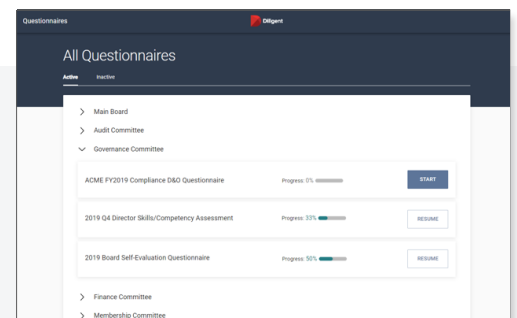 Questionnaires
Diligent
All Questionnaires
Active Inactive
Main Board
Audit Committee
Governance Committee
ACME FY2019 Compliance D&O Questionnaire Progress: 0% START
2019 Q4 Director Skills/Competency Assessment Progress: 33% RESUME
2019 Board Self-Evaluation Questionnaire Progress: 50% RESUME
Finance Committee
Membership Committee